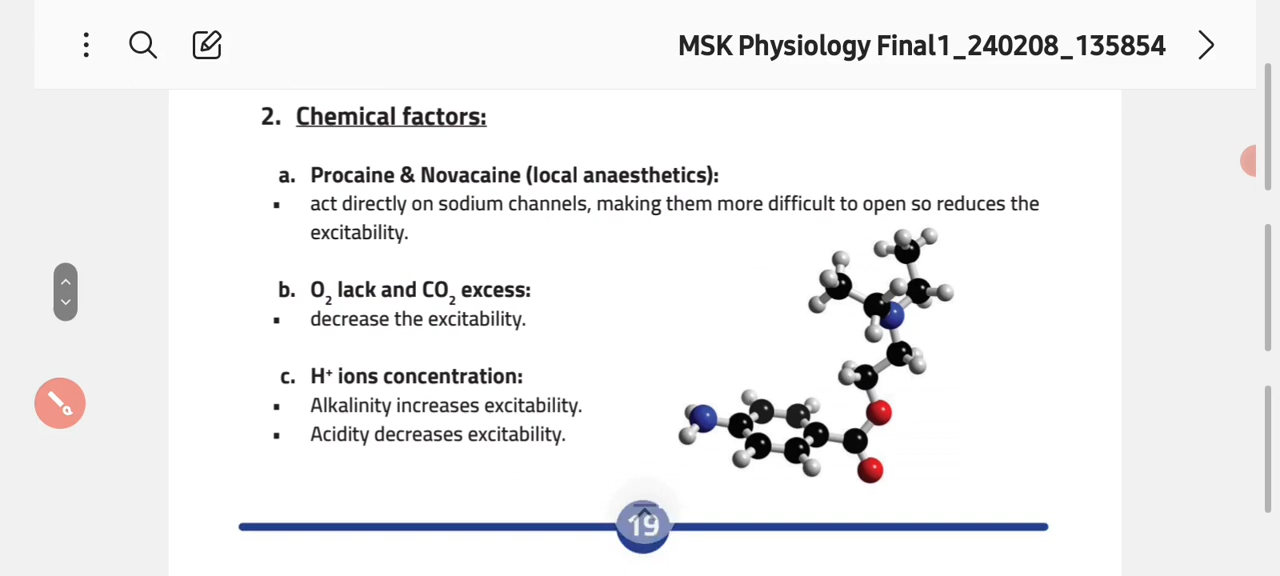 MSK Physiology Final1_240208_135854
2. Chemical factors:
a. Procaine & Novacaine (local anaesthetics):
▪ act directly on sodium channels, making them more difficult to open so reduces the
excitability.
b. O₂ lack and CO₂ excess:
▪ decrease the excitability.
c. H⁺ ions concentration:
▪ Alkalinity increases excitability.
▪ Acidity decreases excitability.
19